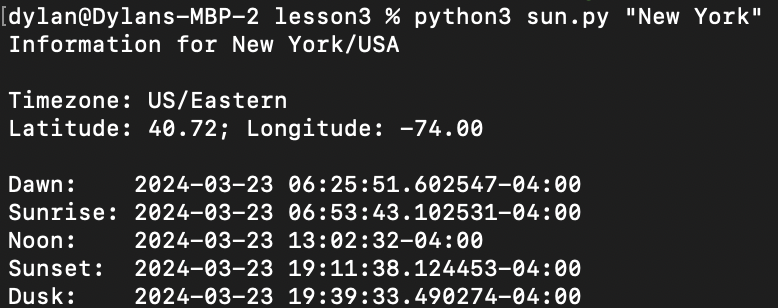 [dylan@Dylans-MBP-2 lesson3 % python3 sun.py "New York"
Information for New York/USA
Timezone: US/Eastern
Latitude: 40.72; Longitude: -74.00
Dawn:    2024-03-23 06:25:51.602547-04:00
Sunrise: 2024-03-23 06:53:43.102531-04:00
Noon:    2024-03-23 13:02:32-04:00
Sunset:  2024-03-23 19:11:38.124453-04:00
Dusk:    2024-03-23 19:39:33.490274-04:00